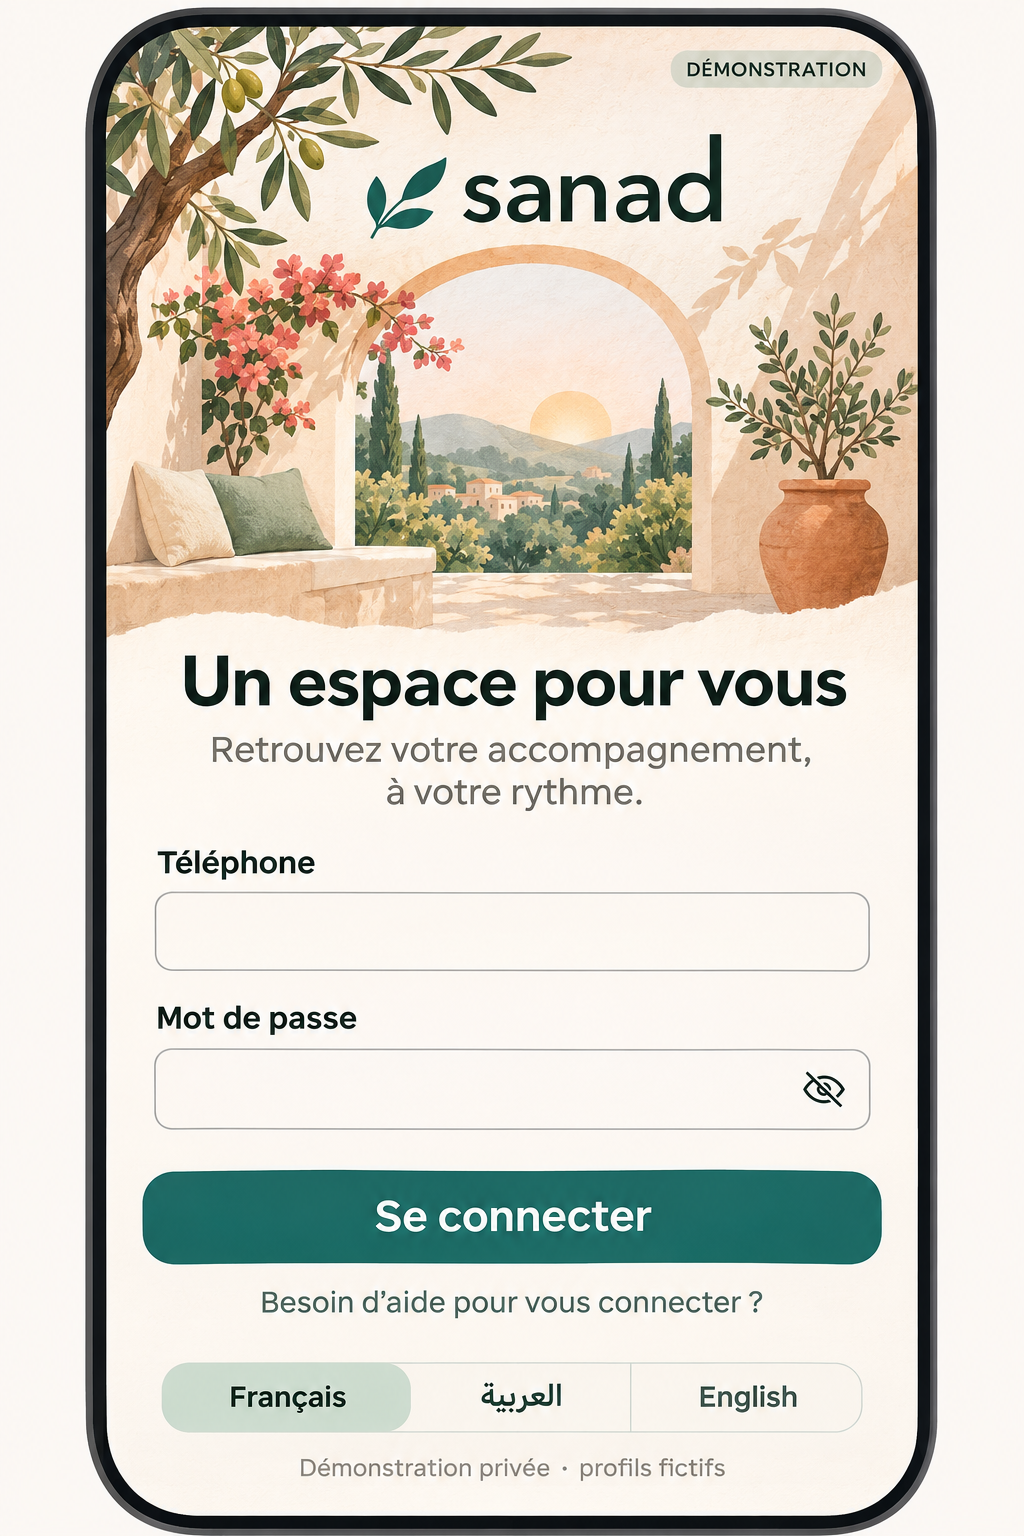 DÉMONSTRATION
sanad
Un espace pour vous
Retrouvez votre accompagnement,
à votre rythme.
Téléphone
Mot de passe
Se connecter
Besoin d’aide pour vous connecter ?
Français
العربية
English
Démonstration privée · profils fictifs